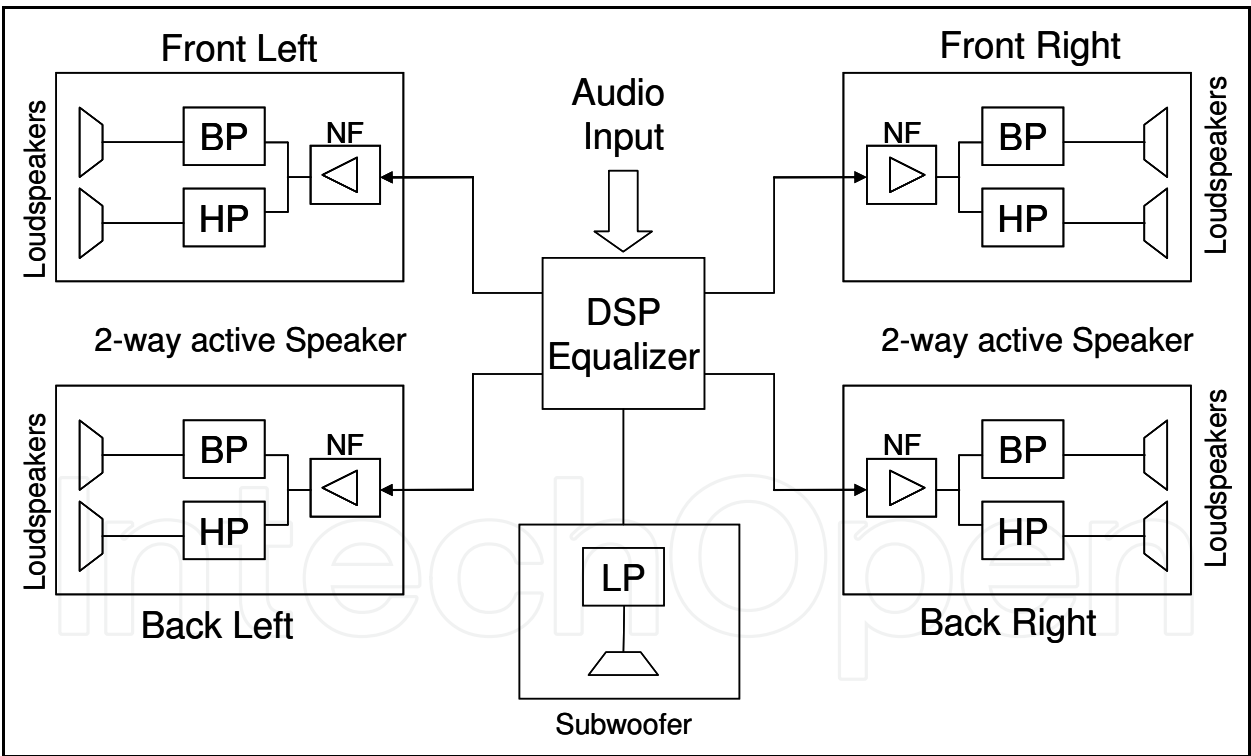 Front Left
Loudspeakers
BP
HP
NF
Audio
Input
Front Right
NF
BP
HP
Loudspeakers
2-way active Speaker
DSP
Equalizer
2-way active Speaker
Loudspeakers
BP
HP
NF
Back Left
NF
BP
HP
Loudspeakers
Back Right
LP
Subwoofer
IntechOpen